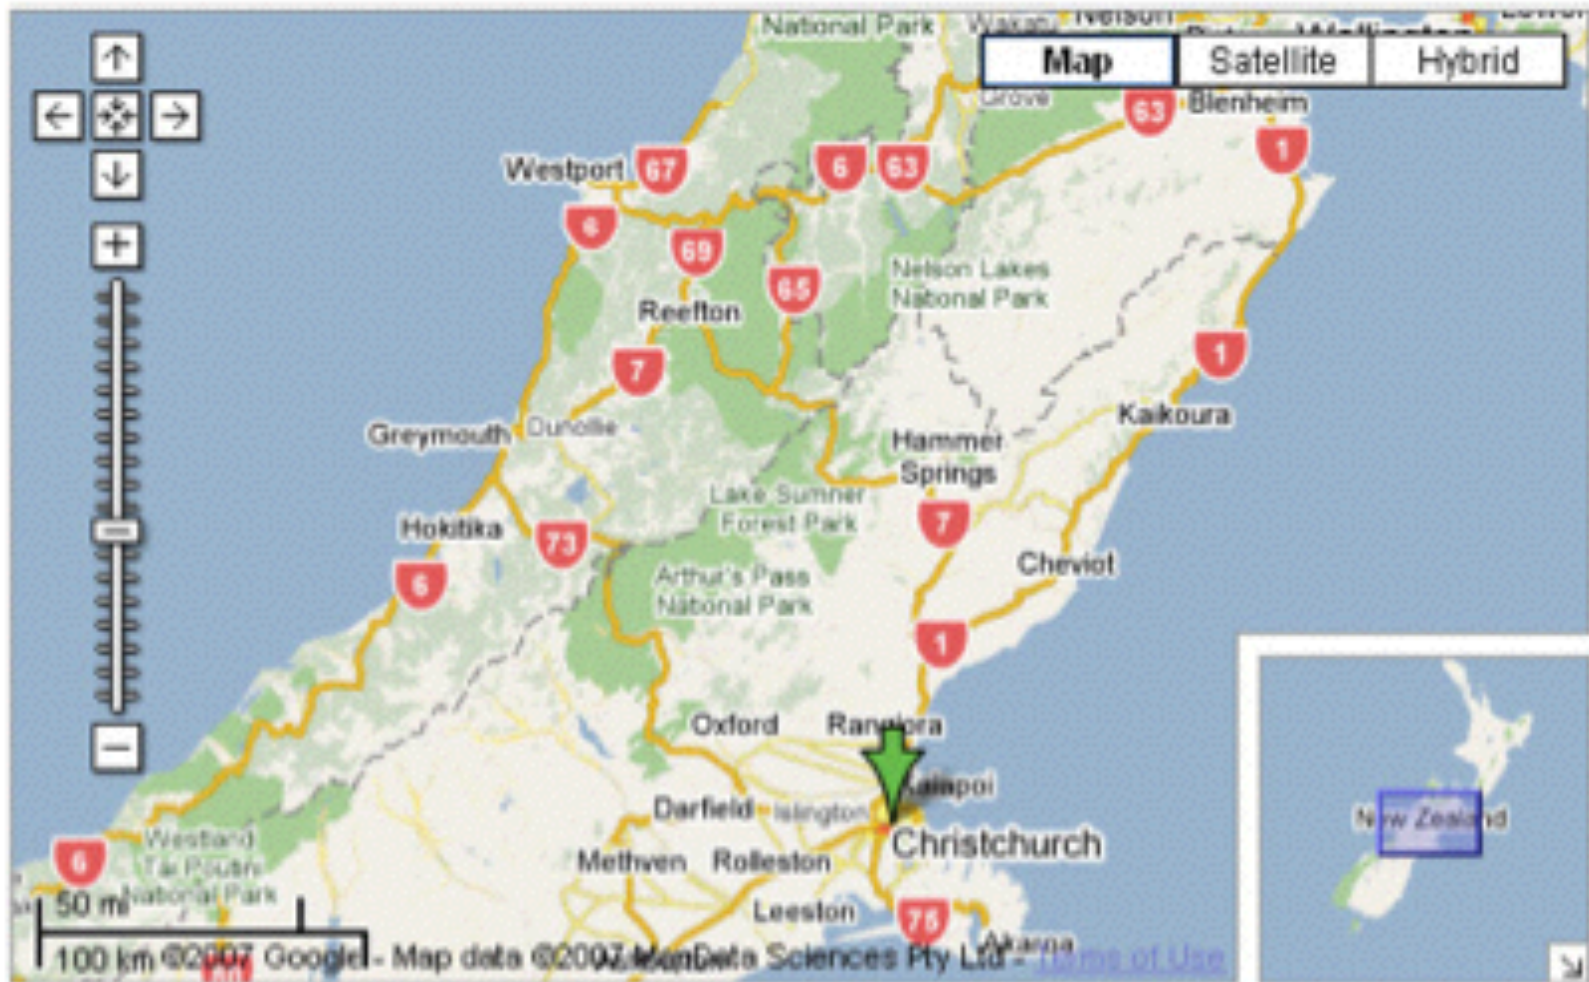 National Park
Map
Satellite
Hybrid
Grove
63
Blenheim
Westport
67
6
63
1
6
69
Nelson Lakes
National Park
65
Reefton
7
1
Kaikoura
Greymouth
Dunollie
Hammer
Springs
Lake Sumner
Forest Park
7
Hokitika
73
Cheviot
6
Arthur's Pass
National Park
1
Oxford
Rangiora
Kaiapoi
Darfield
Islington
New Zealand
Christchurch
6
Westland
Tai Poutini
National Park
Methven
Rolleston
50 mi
Leeston
75
Akaroa
100 km
©2007 Google - Map data ©2007 MapData Sciences Pty Ltd - Terms of Use